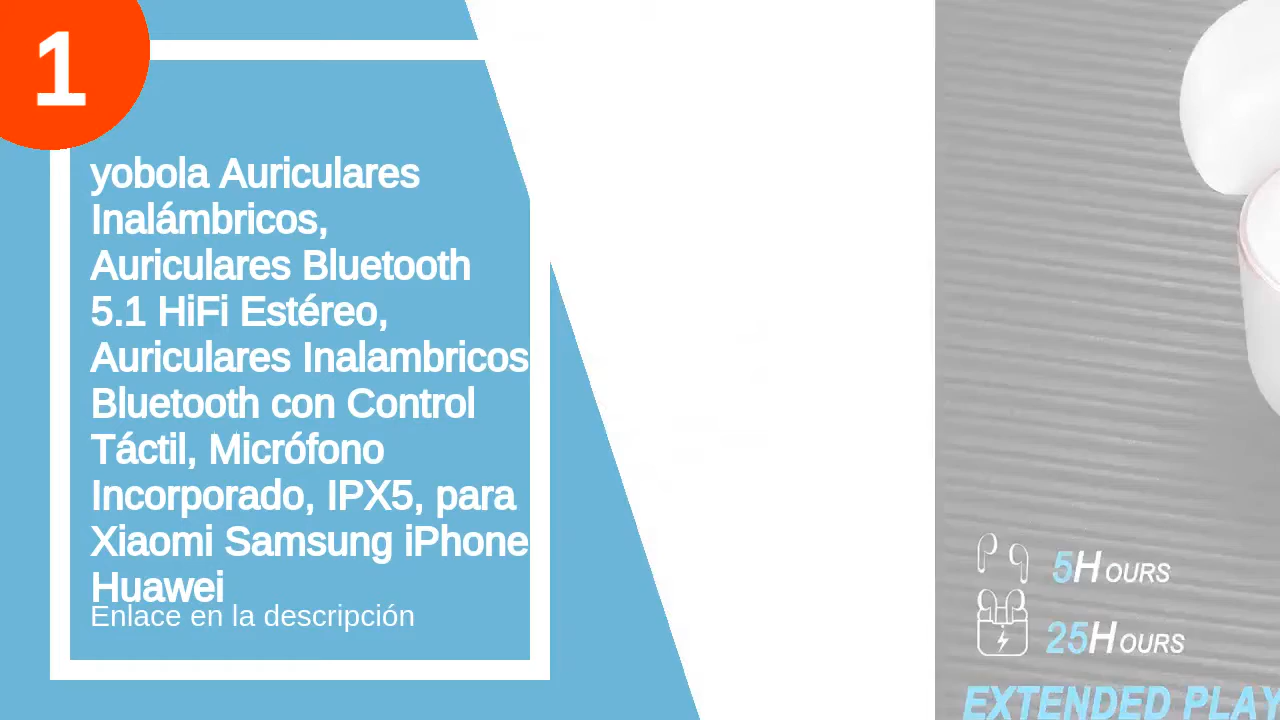 1
yobola Auriculares
Inalámbricos,
Auriculares Bluetooth
5.1 HiFi Estéreo,
Auriculares Inalambricos
Bluetooth con Control
Táctil, Micrófono
Incorporado, IPX5, para
Xiaomi Samsung iPhone
Huawei
Enlace en la descripción
5HOURS
25HOURS
EXTENDED PLAY